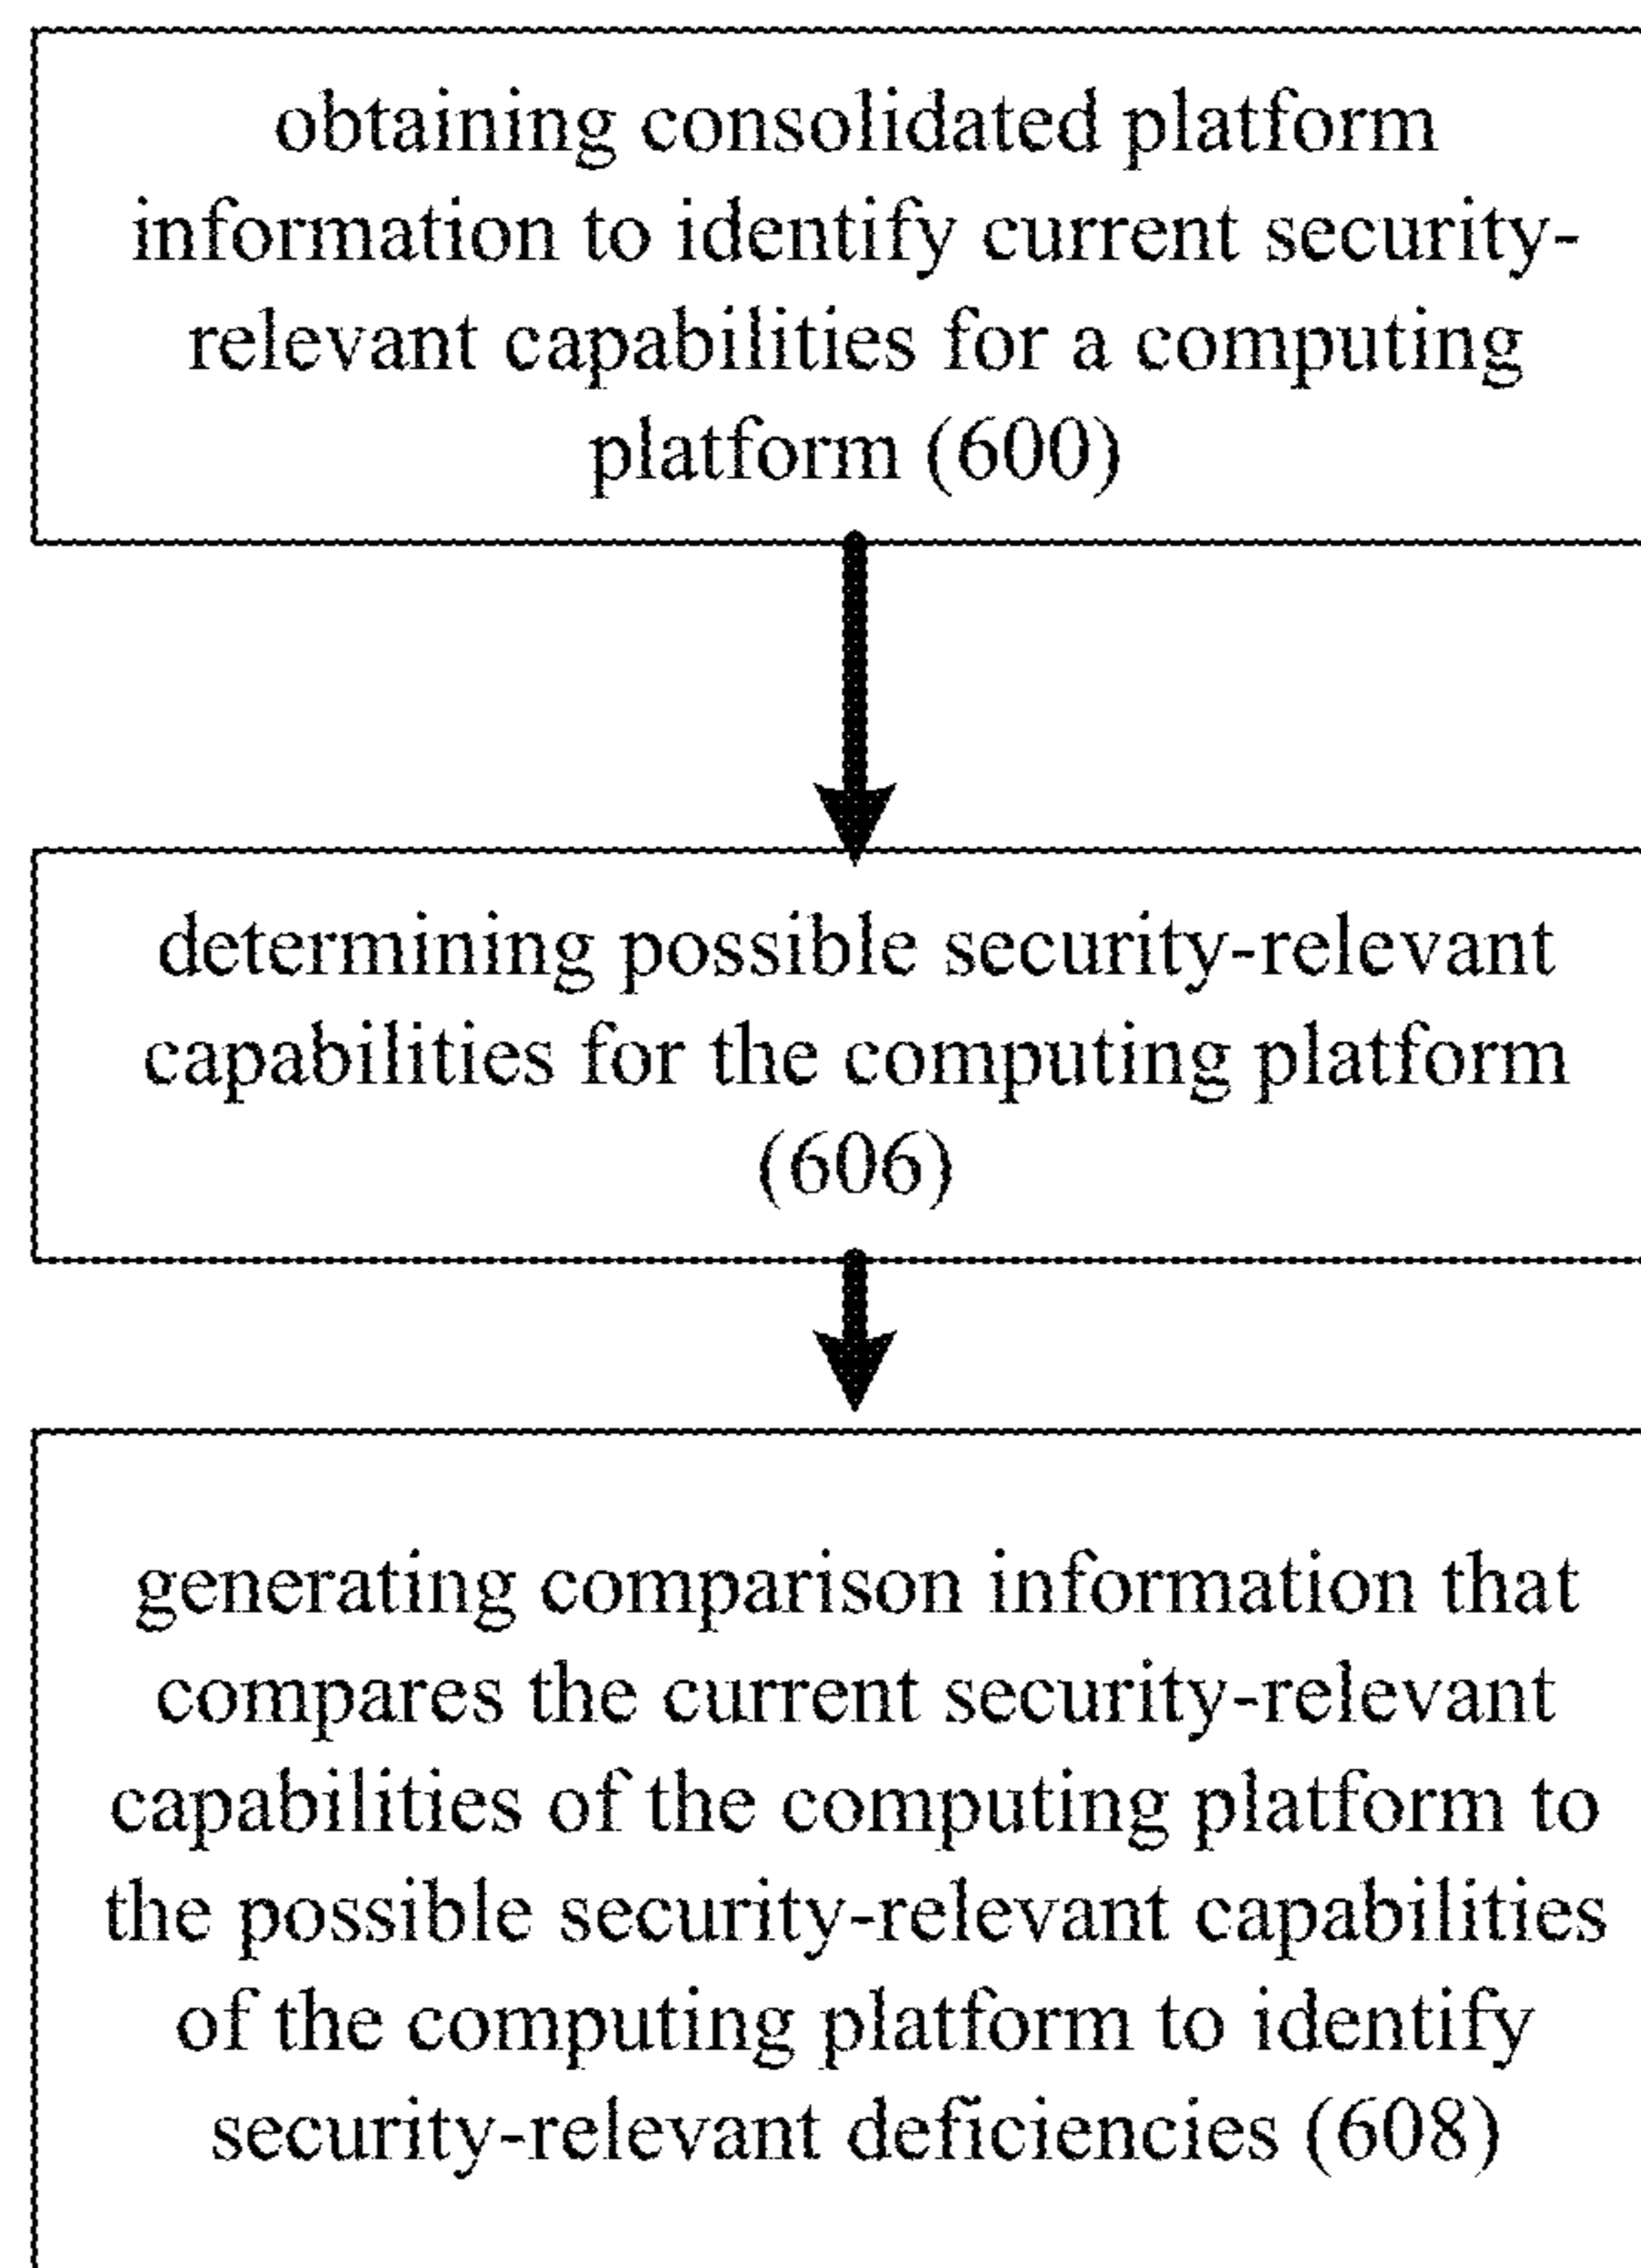 obtaining consolidated platform
information to identify current security-
relevant capabilities for a computing
platform (600)
determining possible security-relevant
capabilities for the computing platform
(606)
generating comparison information that
compares the current security-relevant
capabilities of the computing platform to
the possible security-relevant capabilities
of the computing platform to identify
security-relevant deficiencies (608)